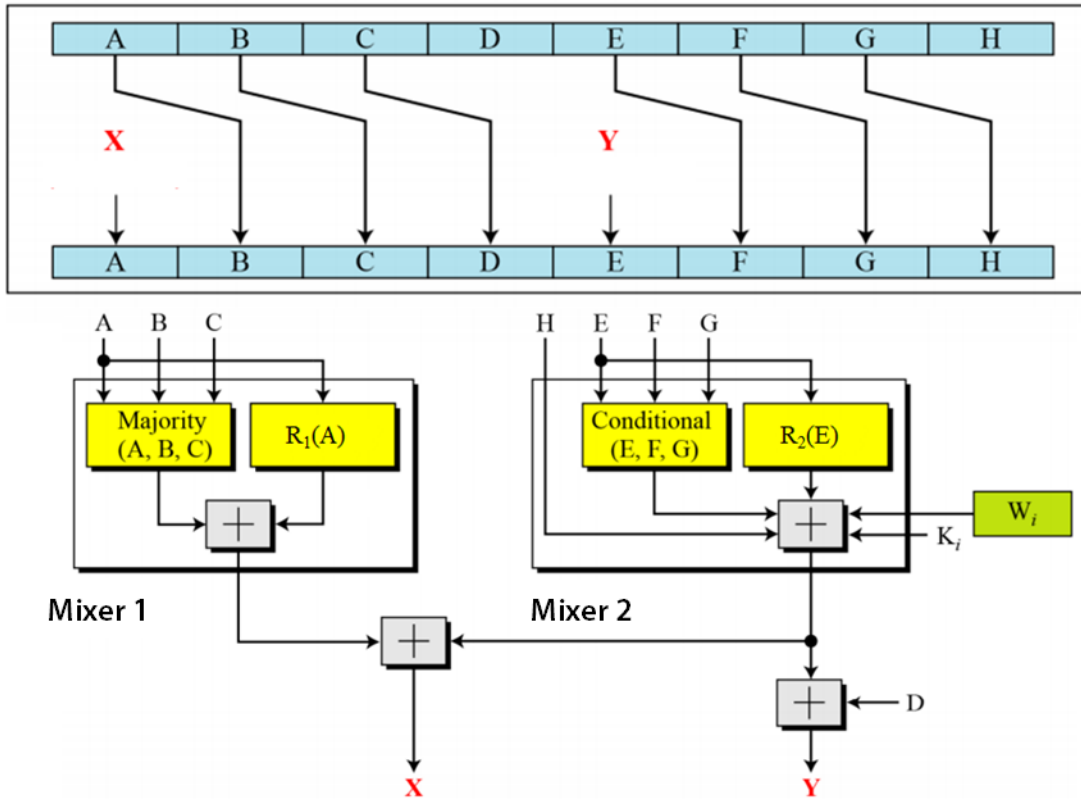 A B C D E F G H
X Y
A B C D E F G H
A B C H E F G
Majority
(A, B, C)
R₁(A)
Conditional
(E, F, G)
R₂(E)
Wᵢ
Kᵢ
Mixer 1
Mixer 2
D
X Y